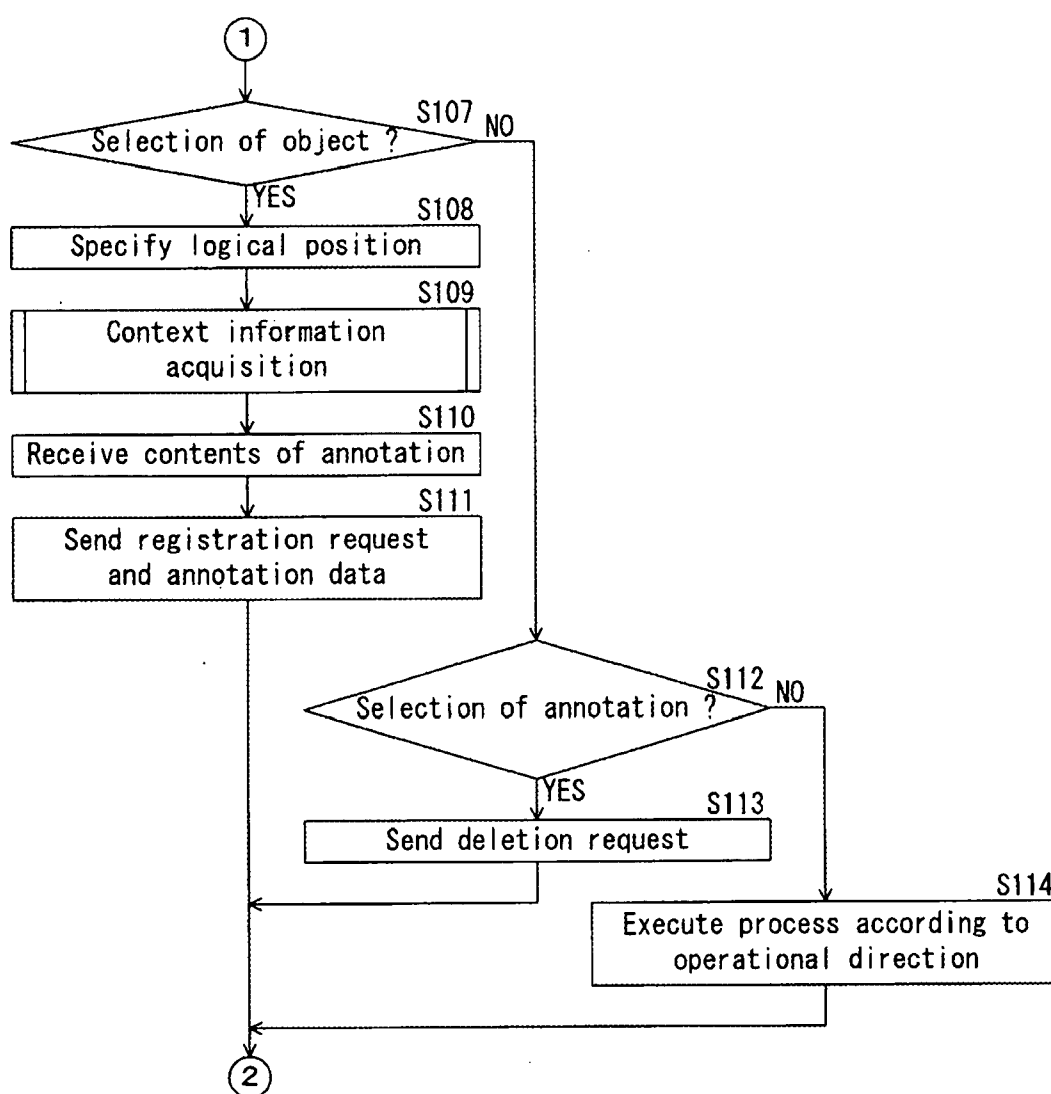 1
S107
Selection of object ?
NO
YES
S108
Specify logical position
S109
Context information
acquisition
S110
Receive contents of annotation
S111
Send registration request
and annotation data
S112
Selection of annotation ?
NO
YES
S113
Send deletion request
S114
Execute process according to
operational direction
2